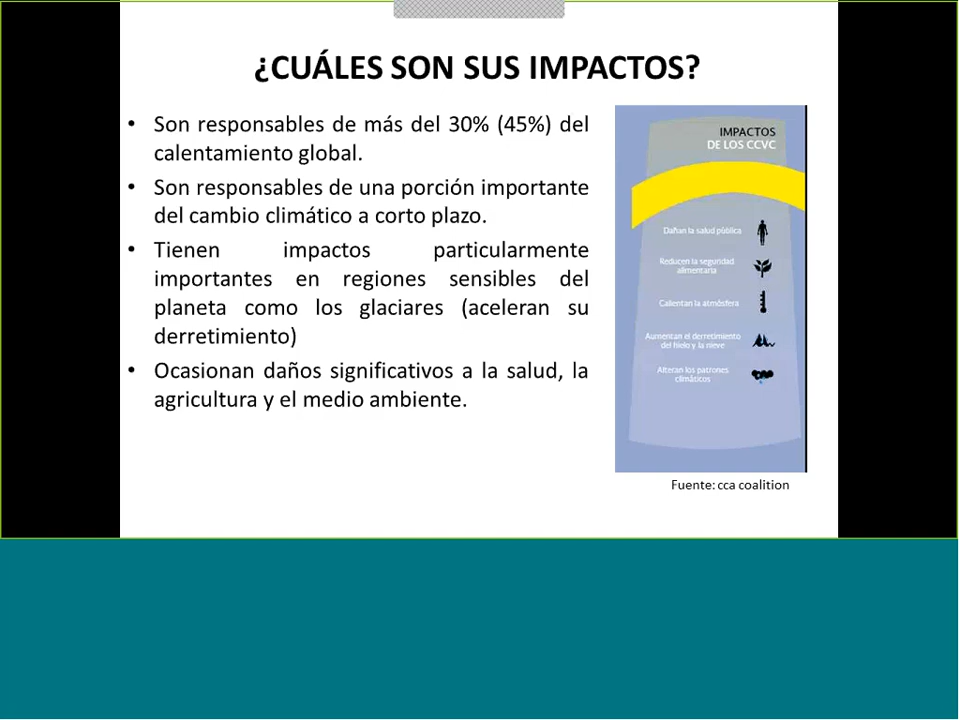 ¿CUÁLES SON SUS IMPACTOS?
• Son responsables de más del 30% (45%) del
calentamiento global.
• Son responsables de una porción importante
del cambio climático a corto plazo.
• Tienen impactos particularmente
importantes en regiones sensibles del
planeta como los glaciares (aceleran su
derretimiento)
• Ocasionan daños significativos a la salud, la
agricultura y el medio ambiente.
IMPACTOS
DE LOS CCVC
Dañan la salud pública
Reducen la seguridad
alimentaria
Calientan la atmósfera
Aumentan el derretimiento
del hielo y la nieve
Alteran los patrones
climáticos
Fuente: cca coalition